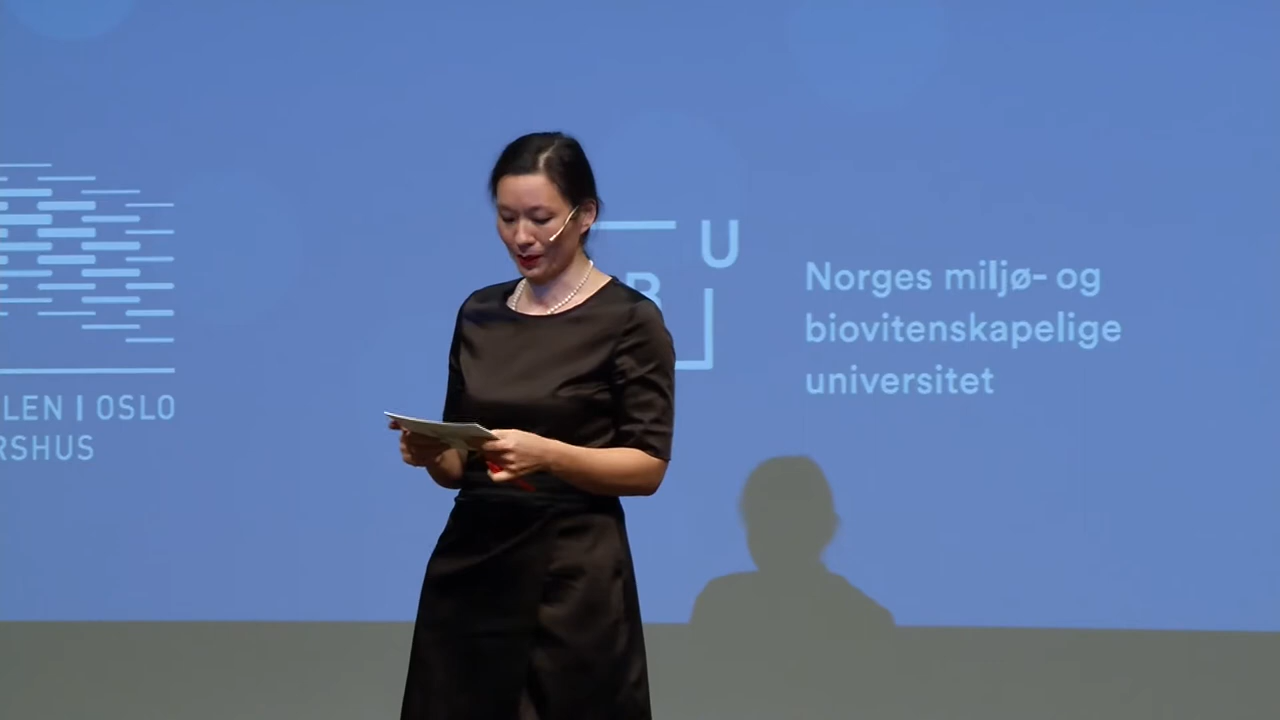 LEN | OSLO
RSHUS
B
U
Norges miljø- og
biovitenskapelige
universitet